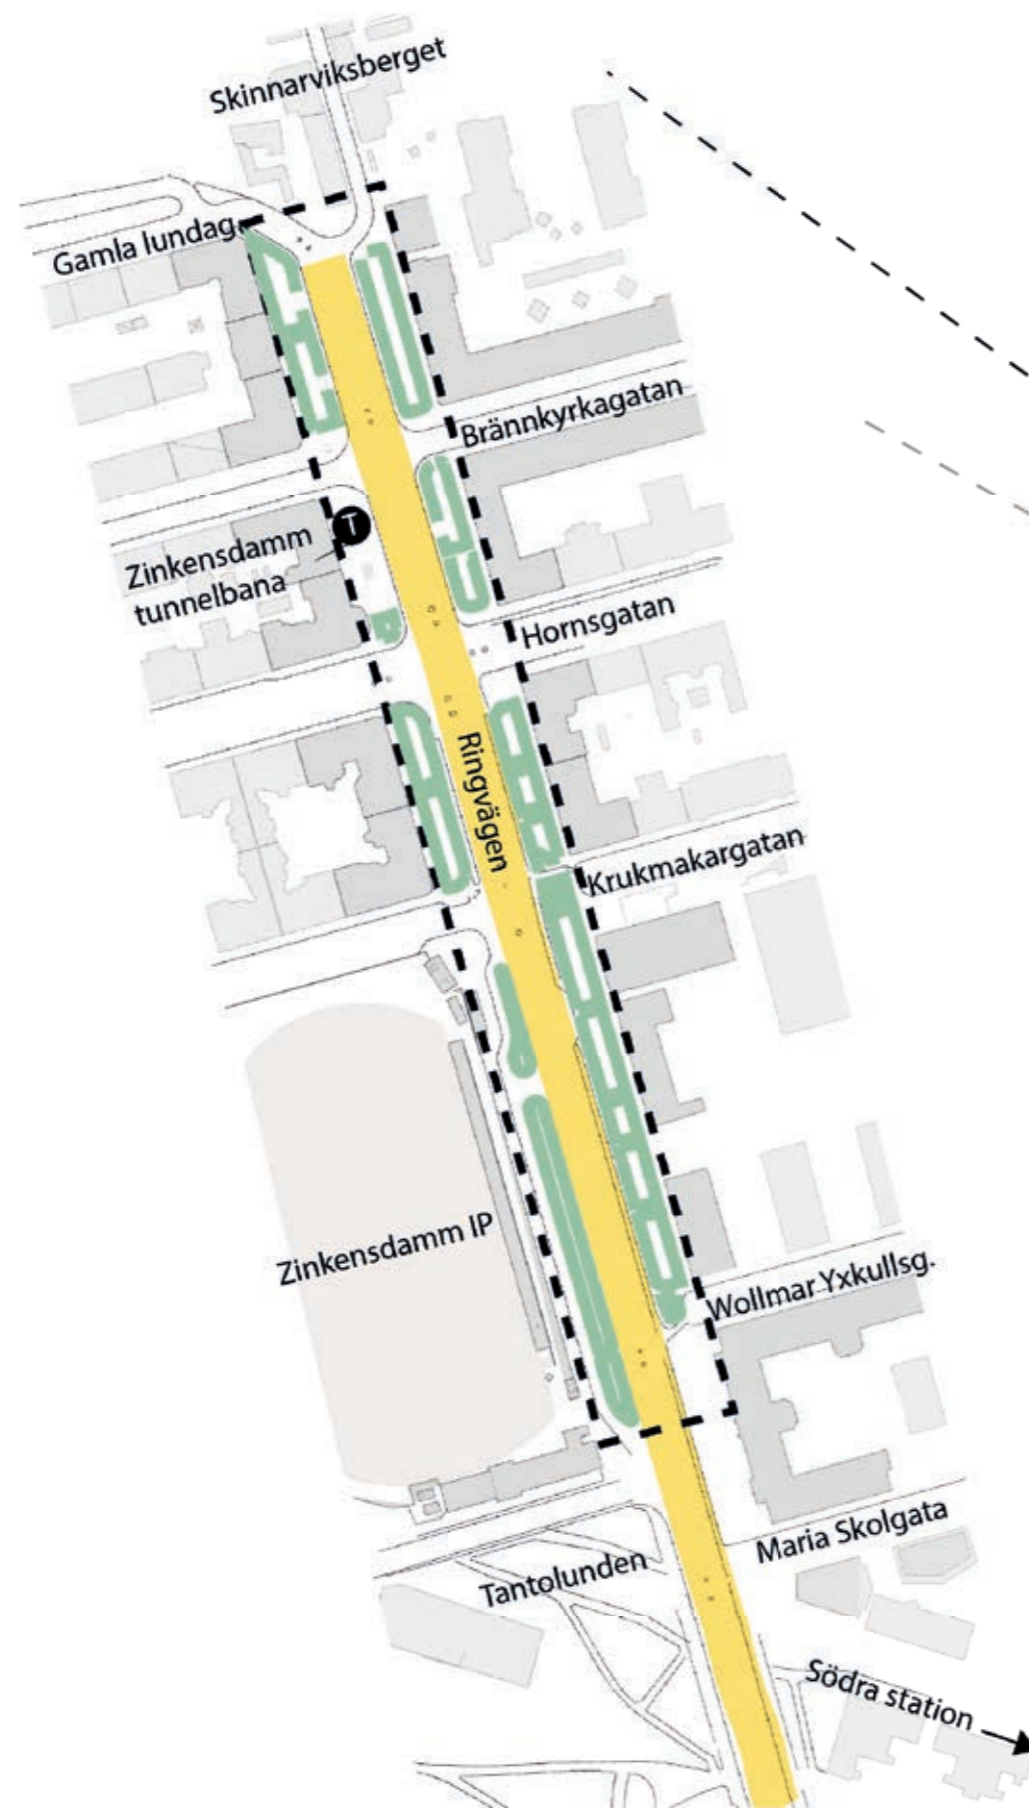 Skinnarviksberget
Gamla lundag.
Brännkyrkagatan
T
Zinkensdamm
tunnelbana
Hornsgatan
Ringvägen
Krukmakargatan
Zinkensdamm IP
Wollmar Yxkullsg.
Maria Skolgata
Tantolunden
Södra station